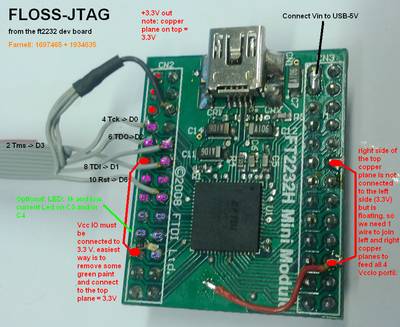 FLOSS-JTAG
from the ft2232 dev board
Farnell: 1697465 + 1934635
+3.3V out
note: copper
plane on top =
3.3V
Connect Vin to USB-5V
CN2
CN3
4 Tck -> D0
6 TDO-> D2
2 Tms -> D3
8 TDI -> D1
10 Rst -> D6
Optional: LED. 1k and low
current Led on C3 and/or
C4
Vcc IO must
be
connected to
3.3 V. easiest
way is to
remove some
green paint and
connect to the
top plane = 3.3V
right side of
the top
copper
plane is not
connected to
the left
side (3.3V)
but is
floating, so
we need 1
wire to join
left and right
copper
planes to
feed all 4
Vccio ports.
©2008 FTDI Ltd.
FT2232H Mini Module